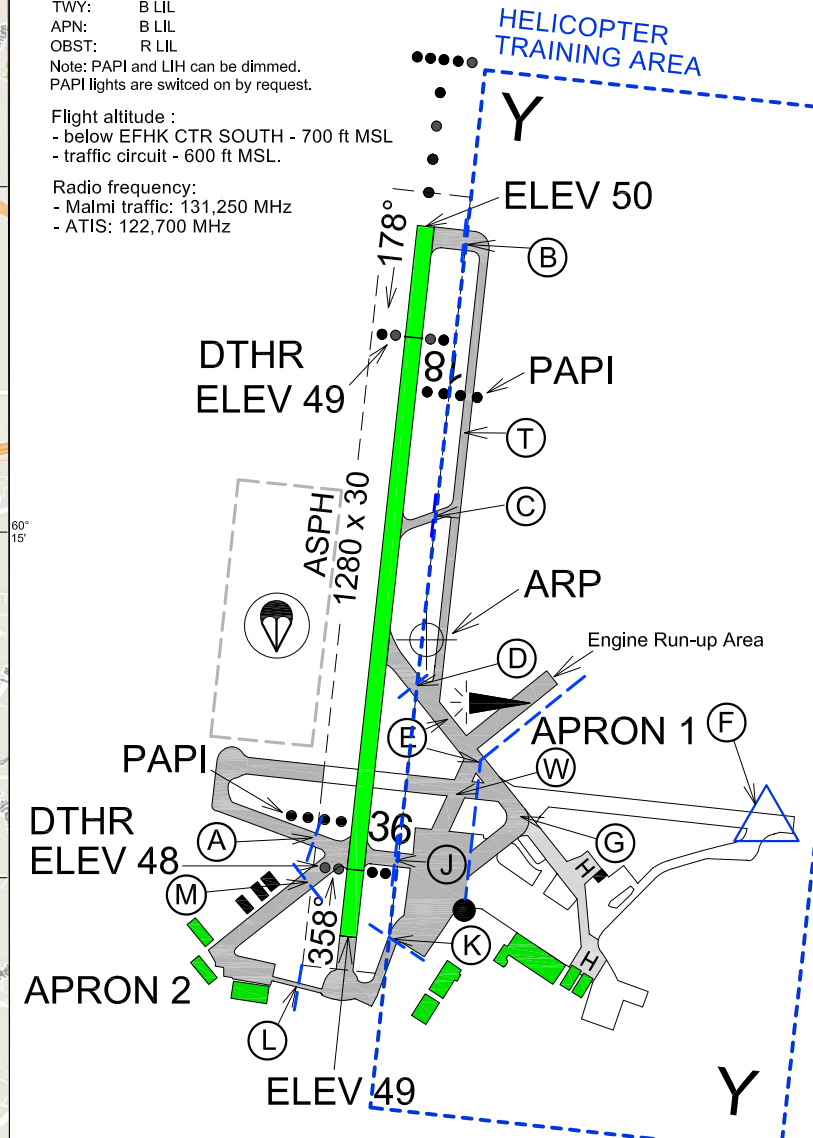 TWY: B LIL
APN: B LIL
OBST: R LIL
Note: PAPI and LIH can be dimmed.
PAPI lights are switced on by request.
Flight altitude :
- below EFHK CTR SOUTH - 700 ft MSL
- traffic circuit - 600 ft MSL.
Radio frequency:
- Malmi traffic: 131,250 MHz
- ATIS: 122,700 MHz
HELICOPTER
TRAINING AREA
Y
ELEV 50
178°
B
DTHR
ELEV 49
18
PAPI
T
60°
15'
ASPH
1280 x 30
C
ARP
Engine Run-up Area
D
E
APRON 1
F
W
PAPI
DTHR
ELEV 48
36
A
J
G
M
H
358°
K
H
APRON 2
L
ELEV 49
Y